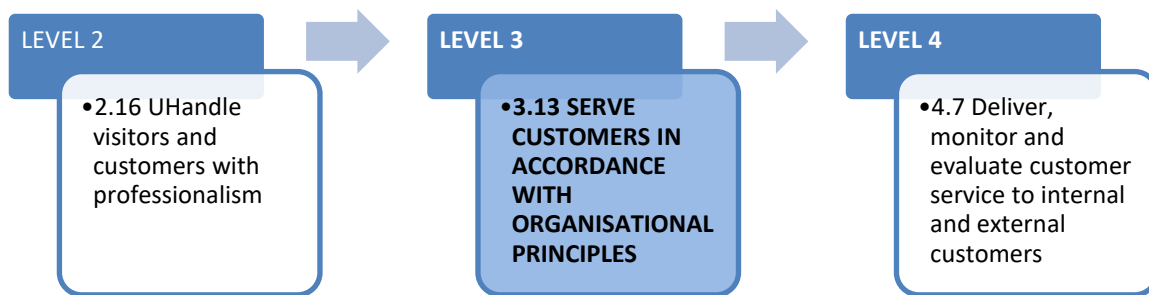 LEVEL 2
•2.16 UHandle
visitors and
customers with
professionalism
LEVEL 3
•3.13 SERVE
CUSTOMERS IN
ACCORDANCE
WITH
ORGANISATIONAL
PRINCIPLES
LEVEL 4
•4.7 Deliver,
monitor and
evaluate customer
service to internal
and external
customers